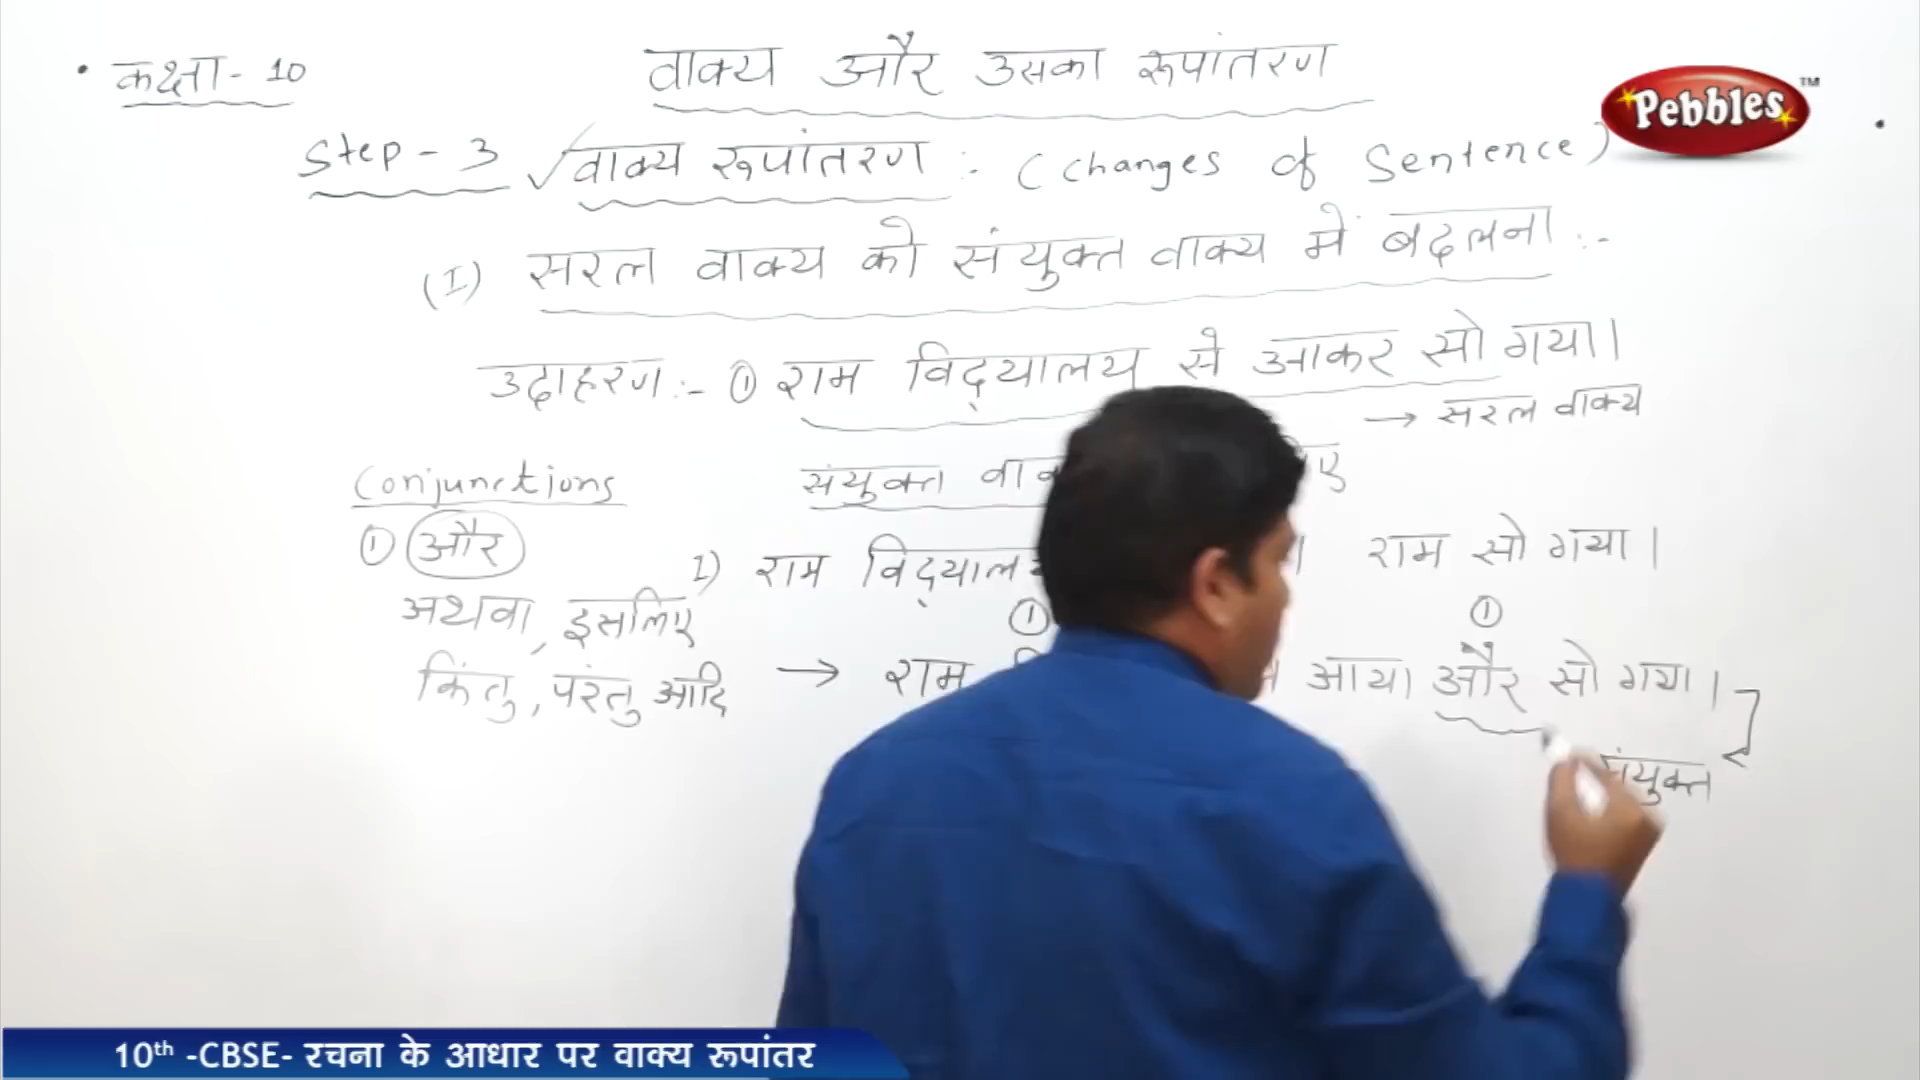 कक्षा- 10
वाक्य और उसका रूपांतरण
Pebbles™
Step - 3 √वाक्य रूपांतरण :- (Changes of Sentence)
(I) सरल वाक्य को संयुक्त वाक्य में बदलना :-
उदाहरण :- ① राम विद्यालय से आकर सो गया।
→ सरल वाक्य
Conjunctions
संयुक्त
① और
I) राम राम सो गया।
अथवा, इसलिए
① ①
किंतु, परंतु आदि
→ राम आया और सो गया।
संयुक्त
10th -CBSE- रचना के आधार पर वाक्य रूपांतर